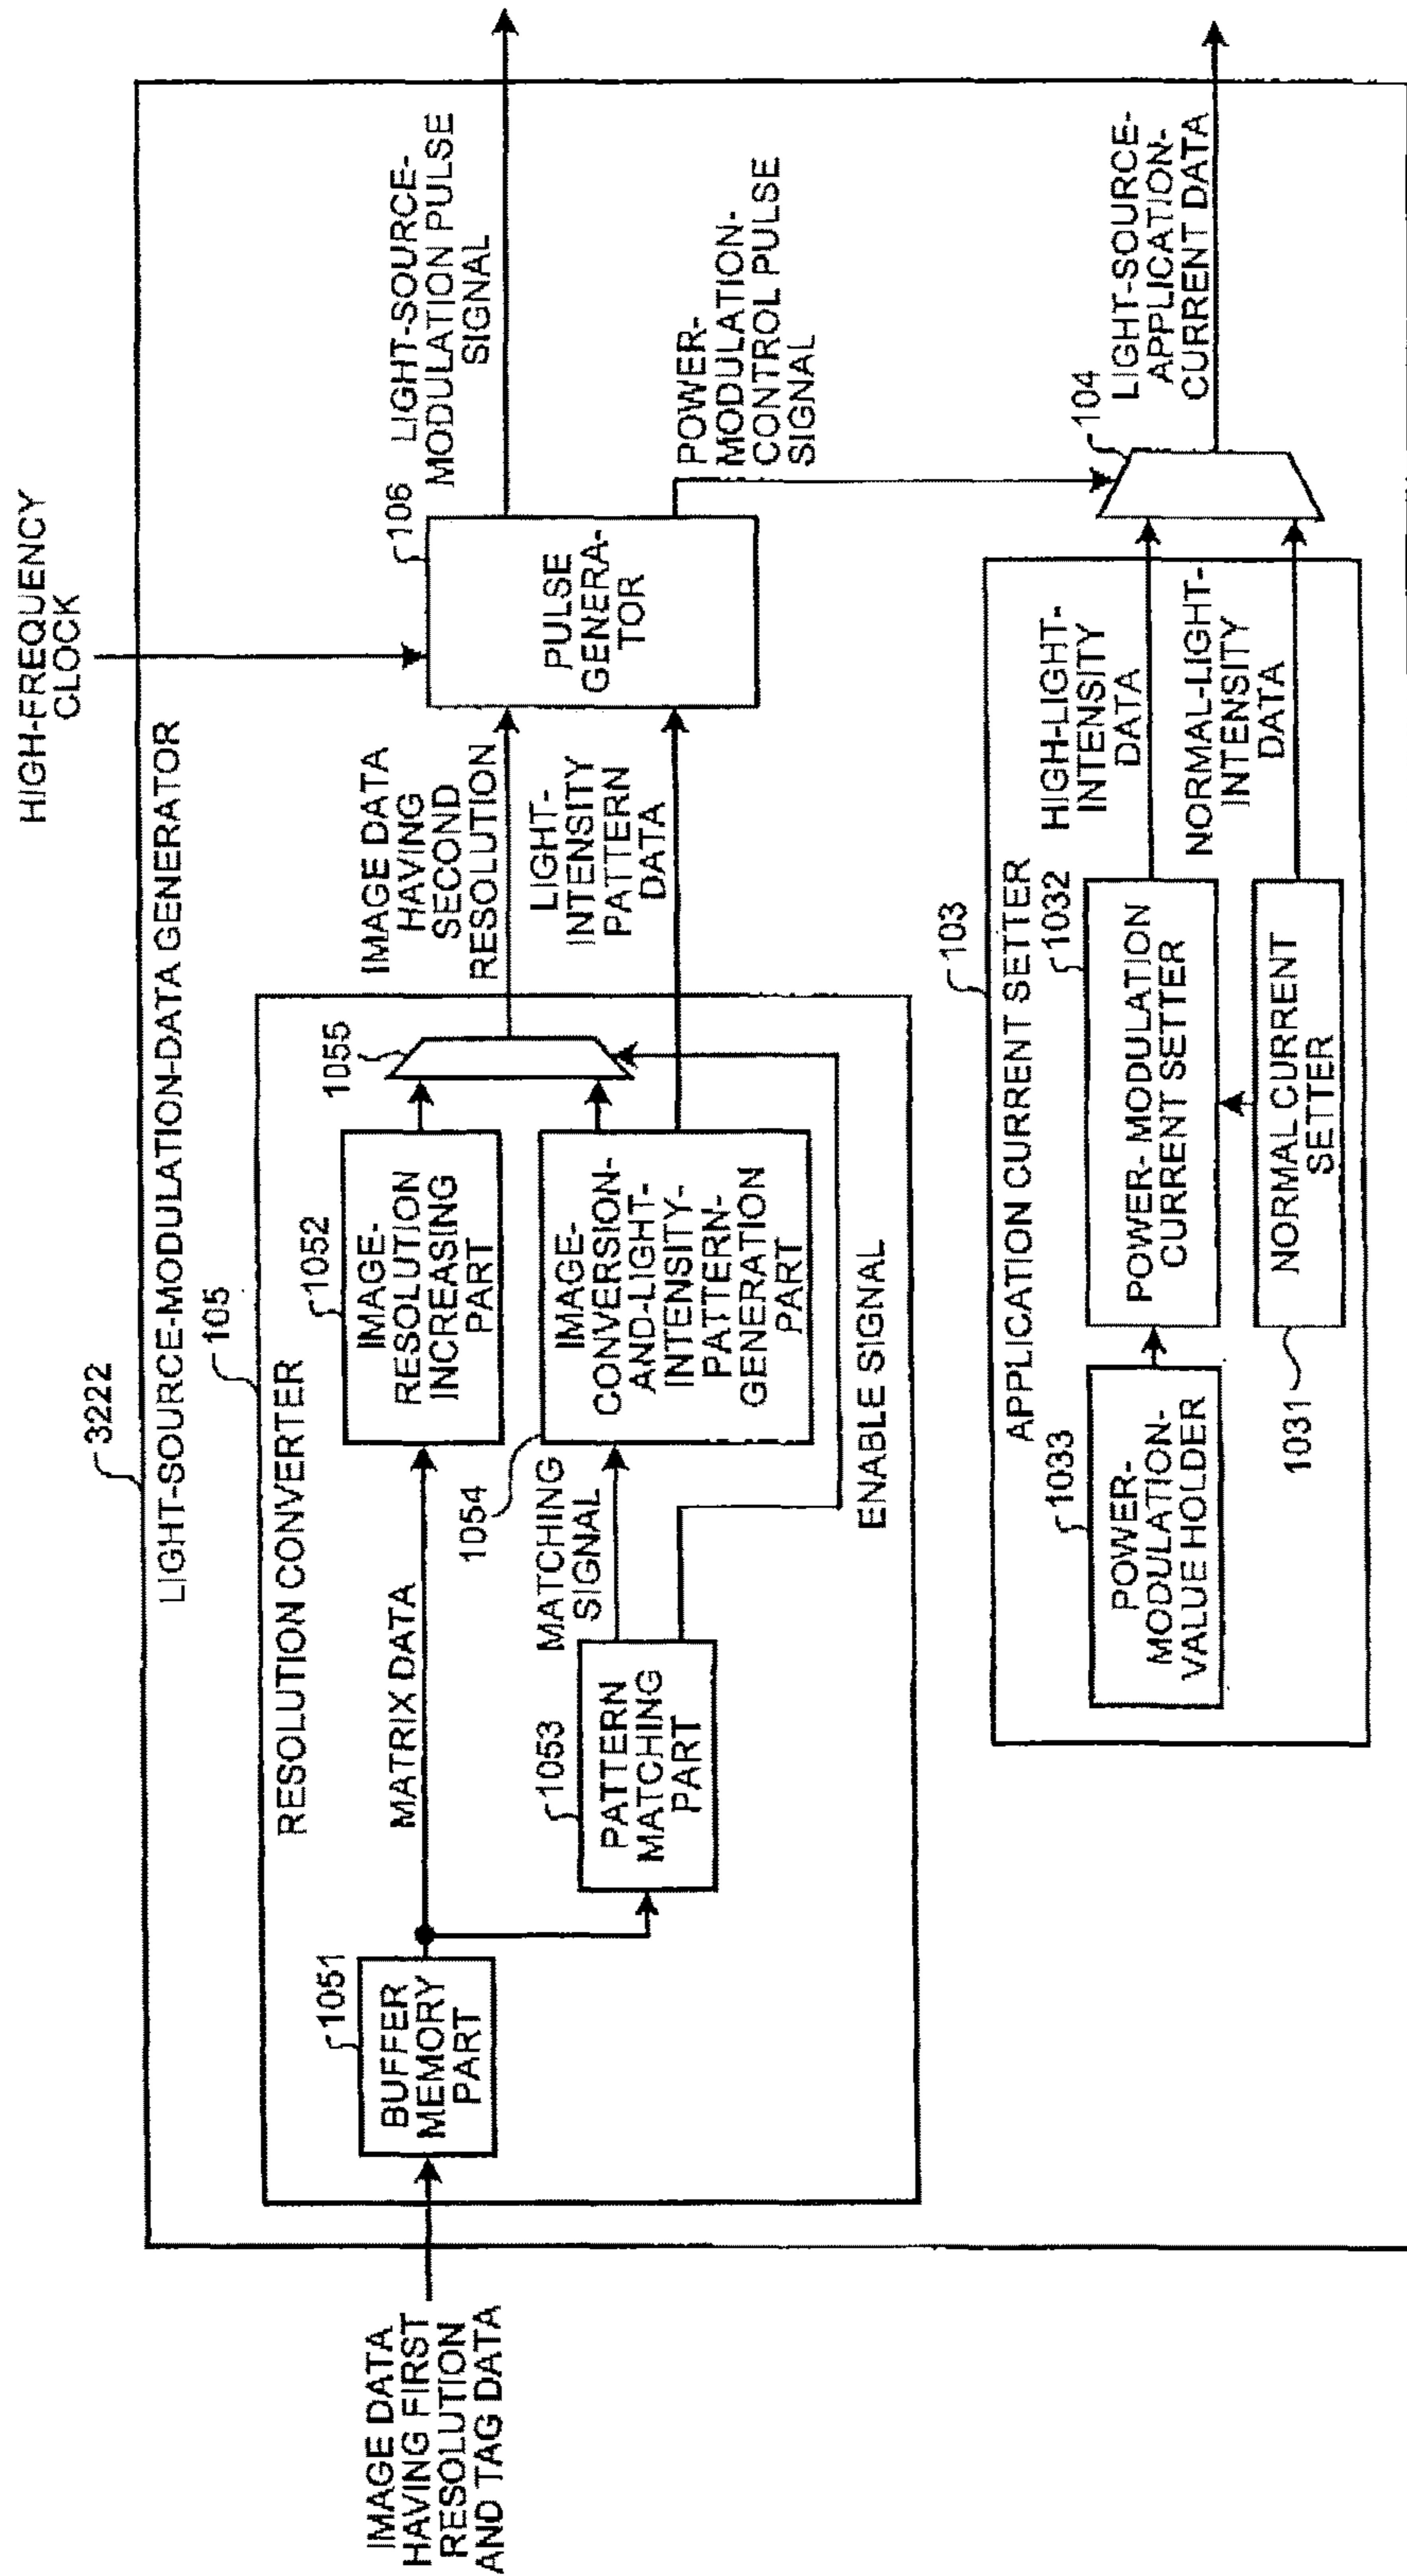 HIGH-FREQUENCY
CLOCK
3222
LIGHT-SOURCE-MODULATION-DATA GENERATOR
105
RESOLUTION CONVERTER
IMAGE DATA
HAVING FIRST
RESOLUTION
AND TAG DATA
1051
BUFFER
MEMORY
PART
MATRIX DATA
1052
IMAGE-
RESOLUTION
INCREASING
PART
1053
PATTERN
MATCHING
PART
MATCHING
SIGNAL
1054
IMAGE-
CONVERSION-
AND-LIGHT-
INTENSITY-
PATTERN-
GENERATION
PART
ENABLE SIGNAL
1055
IMAGE DATA
HAVING
SECOND
RESOLUTION
LIGHT-
INTENSITY
PATTERN
DATA
106
PULSE
GENERA-
TOR
LIGHT-SOURCE-
MODULATION PULSE
SIGNAL
POWER-
MODULATION-
CONTROL PULSE
SIGNAL
103
APPLICATION CURRENT SETTER
1033
POWER-
MODULATION-
VALUE HOLDER
1032
POWER-MODULATION
CURRENT SETTER
1031
NORMAL CURRENT
SETTER
HIGH-LIGHT-
INTENSITY
DATA
NORMAL-LIGHT-
INTENSITY
DATA
104
LIGHT-SOURCE-
APPLICATION-
CURRENT DATA